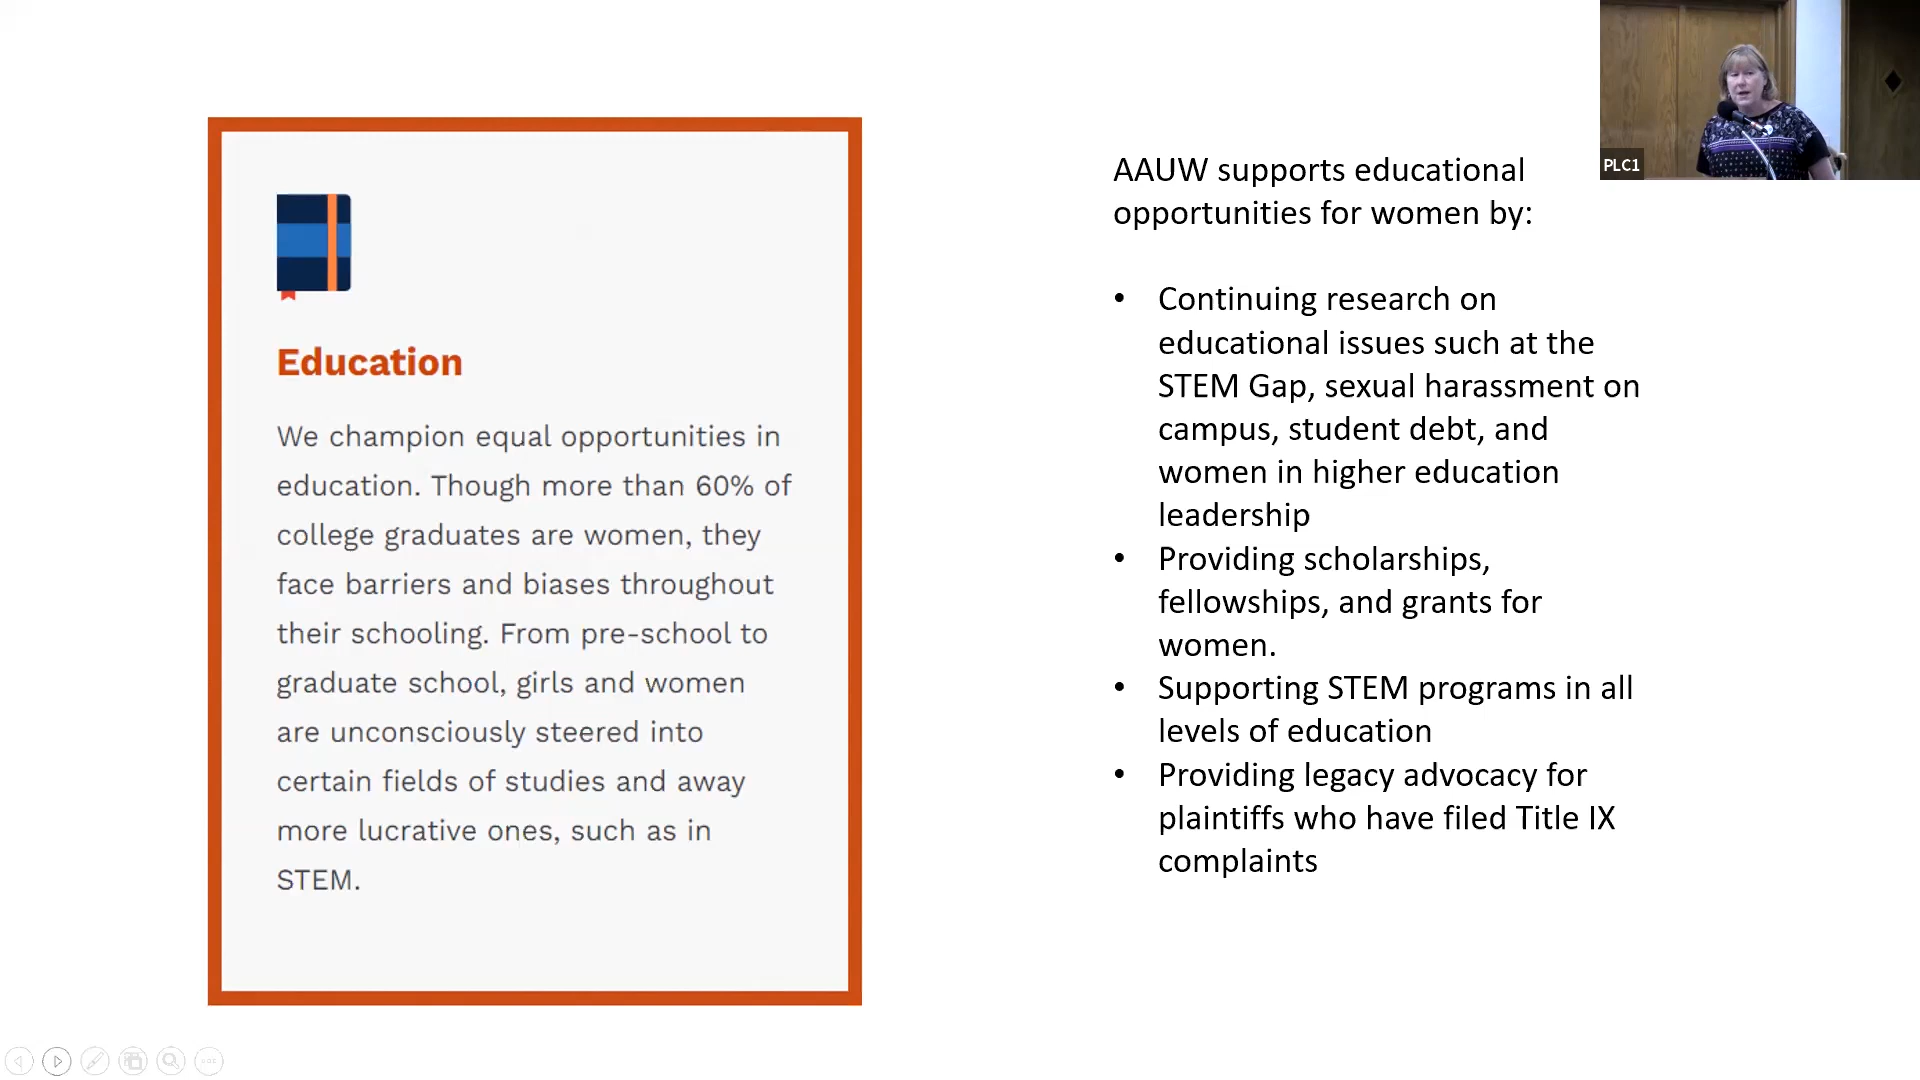 Education
We champion equal opportunities in
education. Though more than 60% of
college graduates are women, they
face barriers and biases throughout
their schooling. From pre-school to
graduate school, girls and women
are unconsciously steered into
certain fields of studies and away
more lucrative ones, such as in
STEM.
AAUW supports educational
opportunities for women by:
• Continuing research on
educational issues such at the
STEM Gap, sexual harassment on
campus, student debt, and
women in higher education
leadership
• Providing scholarships,
fellowships, and grants for
women.
• Supporting STEM programs in all
levels of education
• Providing legacy advocacy for
plaintiffs who have filed Title IX
complaints
PLC1